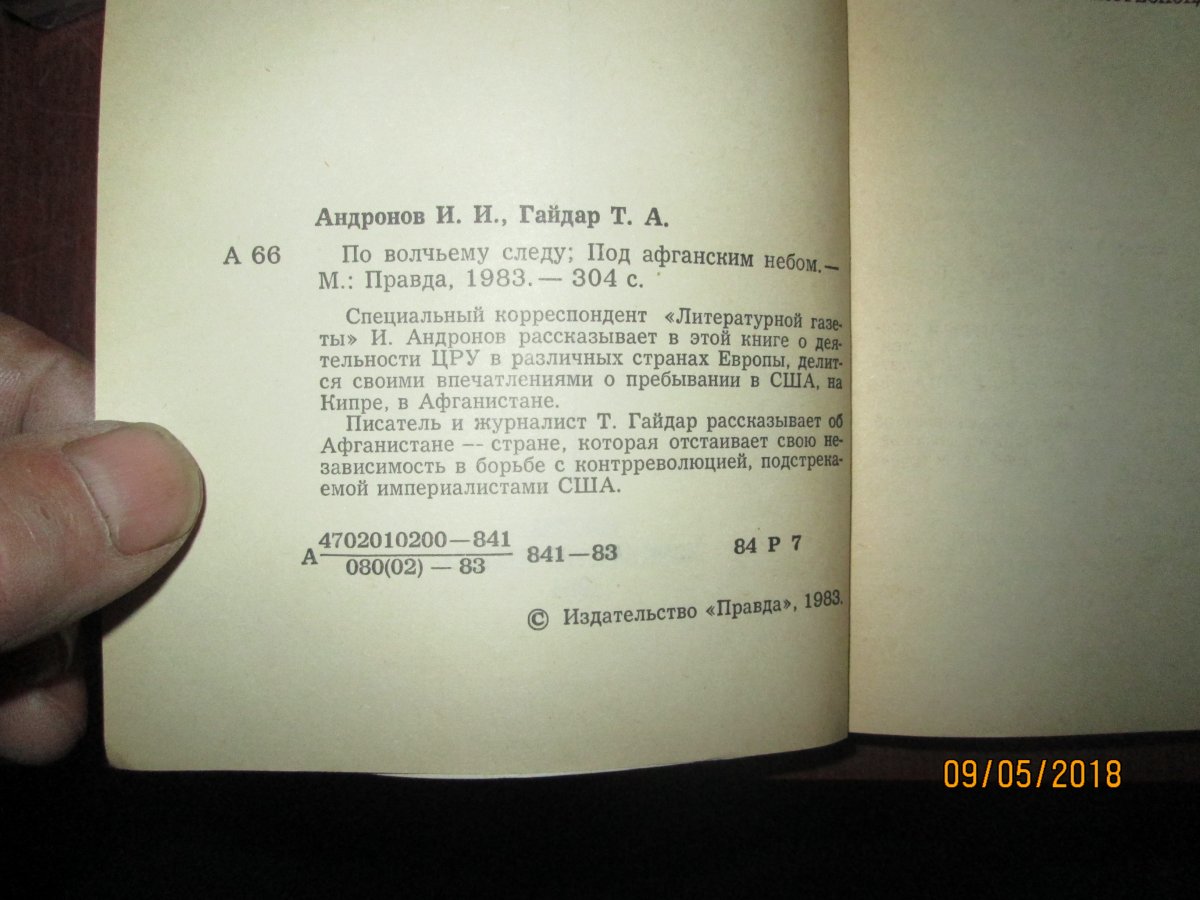 Андронов И. И., Гайдар Т. А.
А 66 По волчьему следу; Под афганским небом.—
М.: Правда, 1983. — 304 с.
Специальный корреспондент «Литературной газе-
ты» И. Андронов рассказывает в этой книге о дея-
тельности ЦРУ в различных странах Европы, делит-
ся своими впечатлениями о пребывании в США, на
Кипре, в Афганистане.
Писатель и журналист Т. Гайдар рассказывает об
Афганистане — стране, которая отстаивает свою не-
зависимость в борьбе с контрреволюцией, подстрека-
емой империалистами США.
А 4702010200—841
080(02) — 83
841—83
84 Р 7
© Издательство «Правда», 1983.
09/05/2018